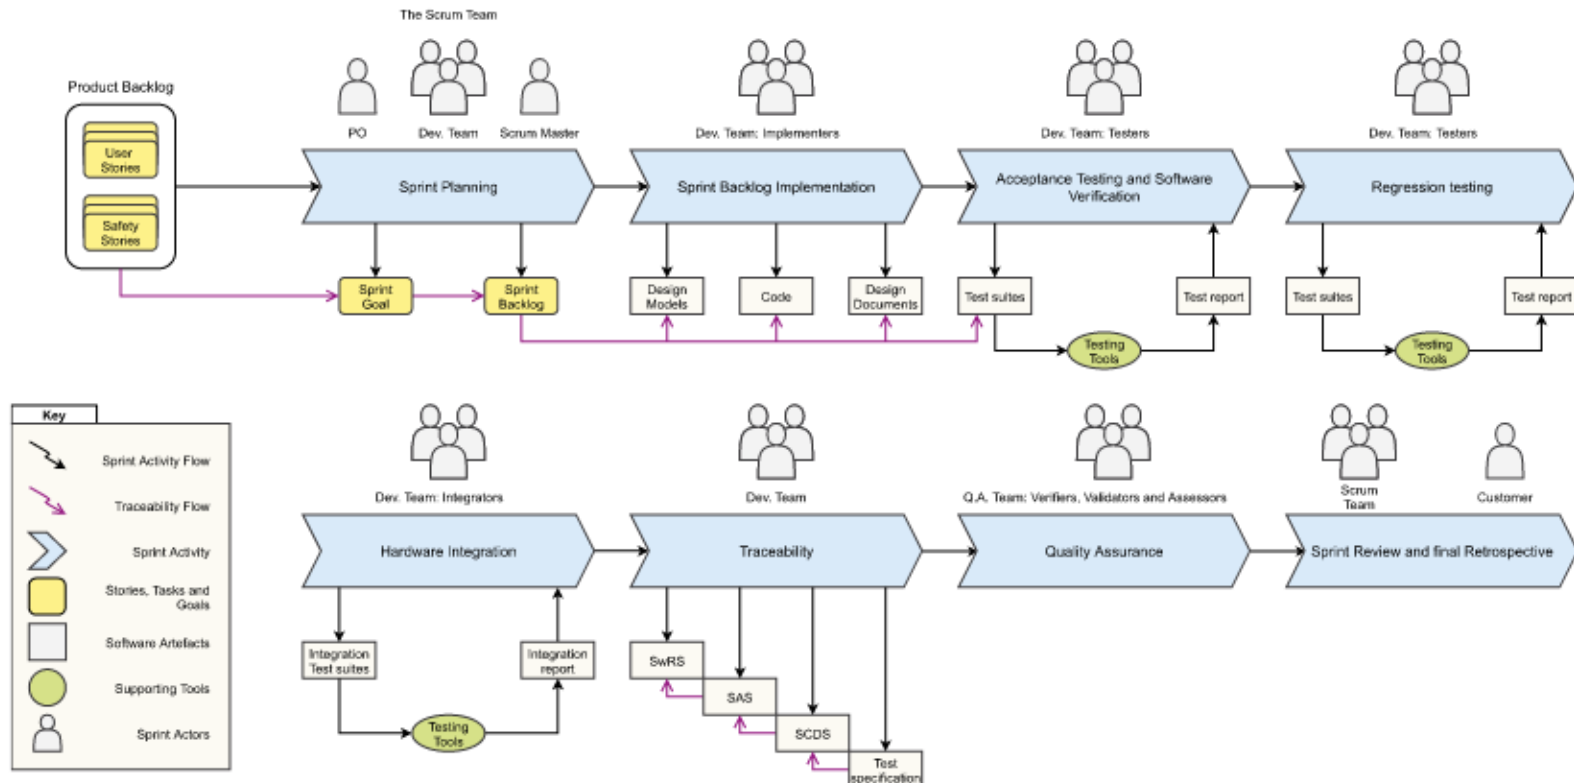 The Scrum Team
Product Backlog
User
Stories
Safety
Stories
PO
Dev. Team
Scrum Master
Dev. Team: Implementers
Dev. Team: Testers
Dev. Team: Testers
Sprint Planning
Sprint Backlog Implementation
Acceptance Testing and Software
Verification
Regression testing
Sprint
Goal
Sprint
Backlog
Design
Models
Code
Design
Documents
Test suites
Test report
Testing
Tools
Test suites
Test report
Testing
Tools
Key
Sprint Activity Flow
Traceability Flow
Sprint Activity
Stories, Tasks and
Goals
Software Artefacts
Supporting Tools
Sprint Actors
Dev. Team: Integrators
Dev. Team
Q.A. Team: Verifiers, Validators and Assessors
Scrum
Team
Customer
Hardware Integration
Traceability
Quality Assurance
Sprint Review and final Retrospective
Integration
Test suites
Integration
report
Testing
Tools
SwRS
SAS
SCDS
Test
specification